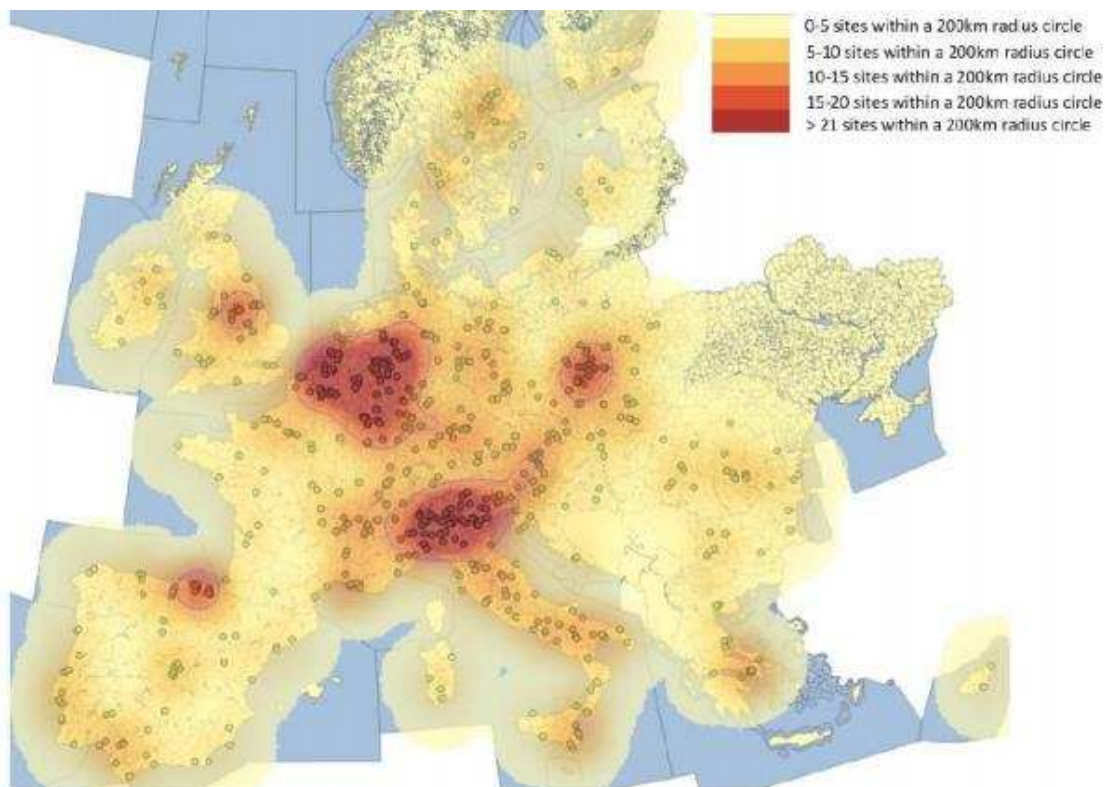 0-5 sites within a 200km radius circle
5-10 sites within a 200km radius circle
10-15 sites within a 200km radius circle
15-20 sites within a 200km radius circle
> 21 sites within a 200km radius circle